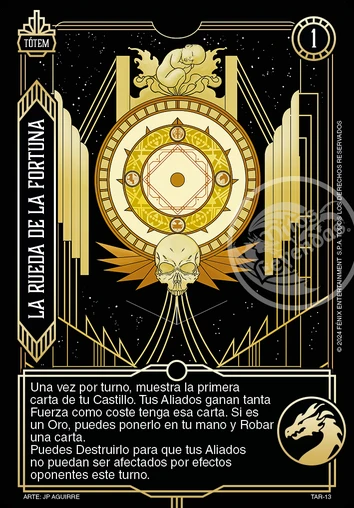 TÓTEM
1
LA RUEDA DE LA FORTUNA
© 2024 FÉNIX ENTERTAINMENT S.P.A. TODOS LOS DERECHOS RESERVADOS
Mitos
Leyendas
Una vez por turno, muestra la primera
carta de tu Castillo. Tus Aliados ganan tanta
Fuerza como coste tenga esa carta. Si es
un Oro, puedes ponerlo en tu mano y Robar
una carta.
Puedes Destruirlo para que tus Aliados
no puedan ser afectados por efectos
oponentes este turno.
ARTE: JP AGUIRRE
TAR-13